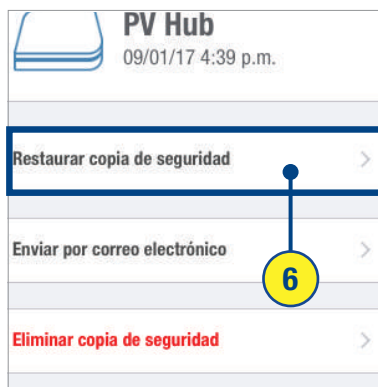 PV Hub
09/01/17 4:39 p.m.
Restaurar copia de seguridad
Enviar por correo electrónico
6
Eliminar copia de seguridad